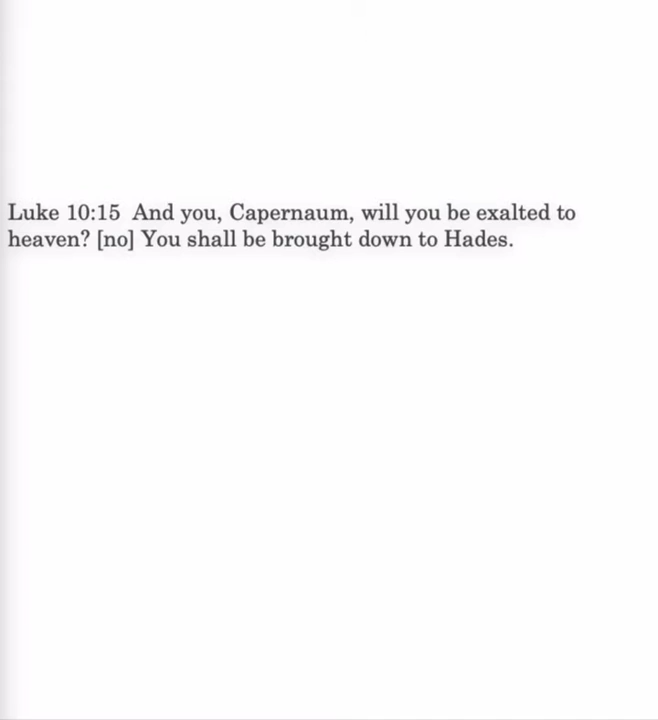 Luke 10:15 And you, Capernaum, will you be exalted to
heaven? [no] You shall be brought down to Hades.